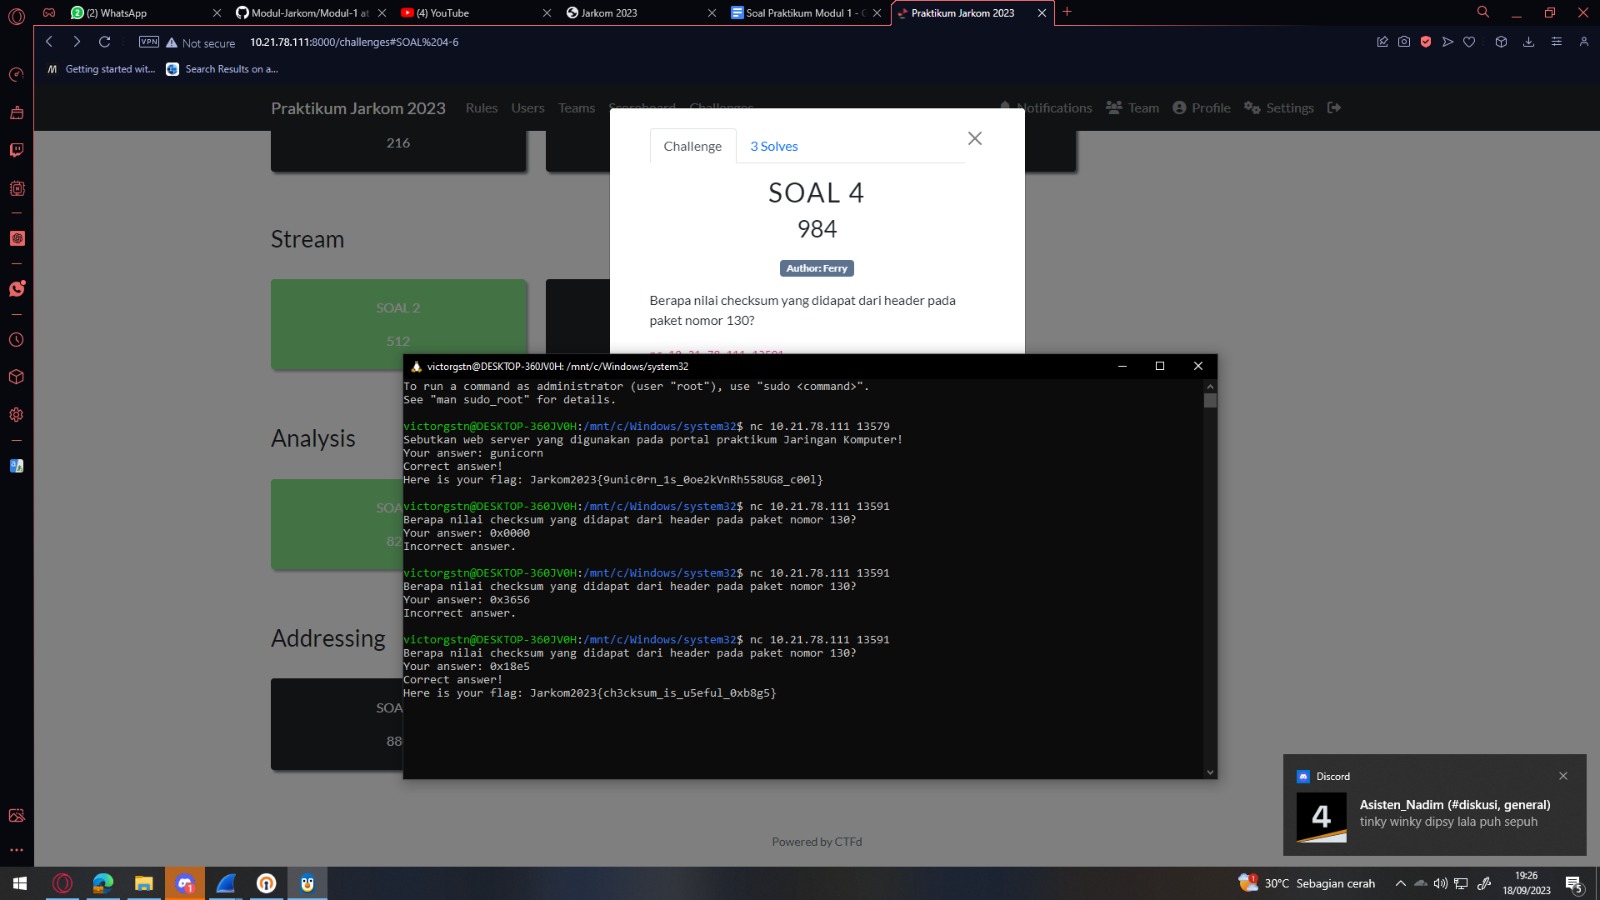 (2) WhatsApp
Modul-Jarkom/Modul-1 at
(4) YouTube
Jarkom 2023
Soal Praktikum Modul 1 -
Praktikum Jarkom 2023
VPN
Not secure
10.21.78.111:8000/challenges#SOAL%204-6
Getting started wit...
Search Results on a...
Praktikum Jarkom 2023
Rules
Users
Teams
Scoreboard
Challenges
Notifications
Team
Profile
Settings
216
Challenge
3 Solves
SOAL 4
984
Author: Ferry
Berapa nilai checksum yang didapat dari header pada
paket nomor 130?
nc 10.21.78.111 13591
Stream
SOAL 2
512
Analysis
SOA
82
Addressing
SOA
88
victorgstn@DESKTOP-360JV0H: /mnt/c/Windows/system32
To run a command as administrator (user "root"), use "sudo <command>".
See "man sudo_root" for details.
victorgstn@DESKTOP-360JV0H:/mnt/c/Windows/system32$ nc 10.21.78.111 13579
Sebutkan web server yang digunakan pada portal praktikum Jaringan Komputer!
Your answer: gunicorn
Correct answer!
Here is your flag: Jarkom2023{9unic0rn_1s_0oe2kVnRh558UG8_c00l}
victorgstn@DESKTOP-360JV0H:/mnt/c/Windows/system32$ nc 10.21.78.111 13591
Berapa nilai checksum yang didapat dari header pada paket nomor 130?
Your answer: 0x0000
Incorrect answer.
victorgstn@DESKTOP-360JV0H:/mnt/c/Windows/system32$ nc 10.21.78.111 13591
Berapa nilai checksum yang didapat dari header pada paket nomor 130?
Your answer: 0x3656
Incorrect answer.
victorgstn@DESKTOP-360JV0H:/mnt/c/Windows/system32$ nc 10.21.78.111 13591
Berapa nilai checksum yang didapat dari header pada paket nomor 130?
Your answer: 0x18e5
Correct answer!
Here is your flag: Jarkom2023{ch3cksum_is_u5eful_0xb8g5}
Discord
4
Asisten_Nadim (#diskusi, general)
tinky winky dipsy lala puh sepuh
Powered by CTFd
1
1
30°C Sebagian cerah
19:26
18/09/2023
5